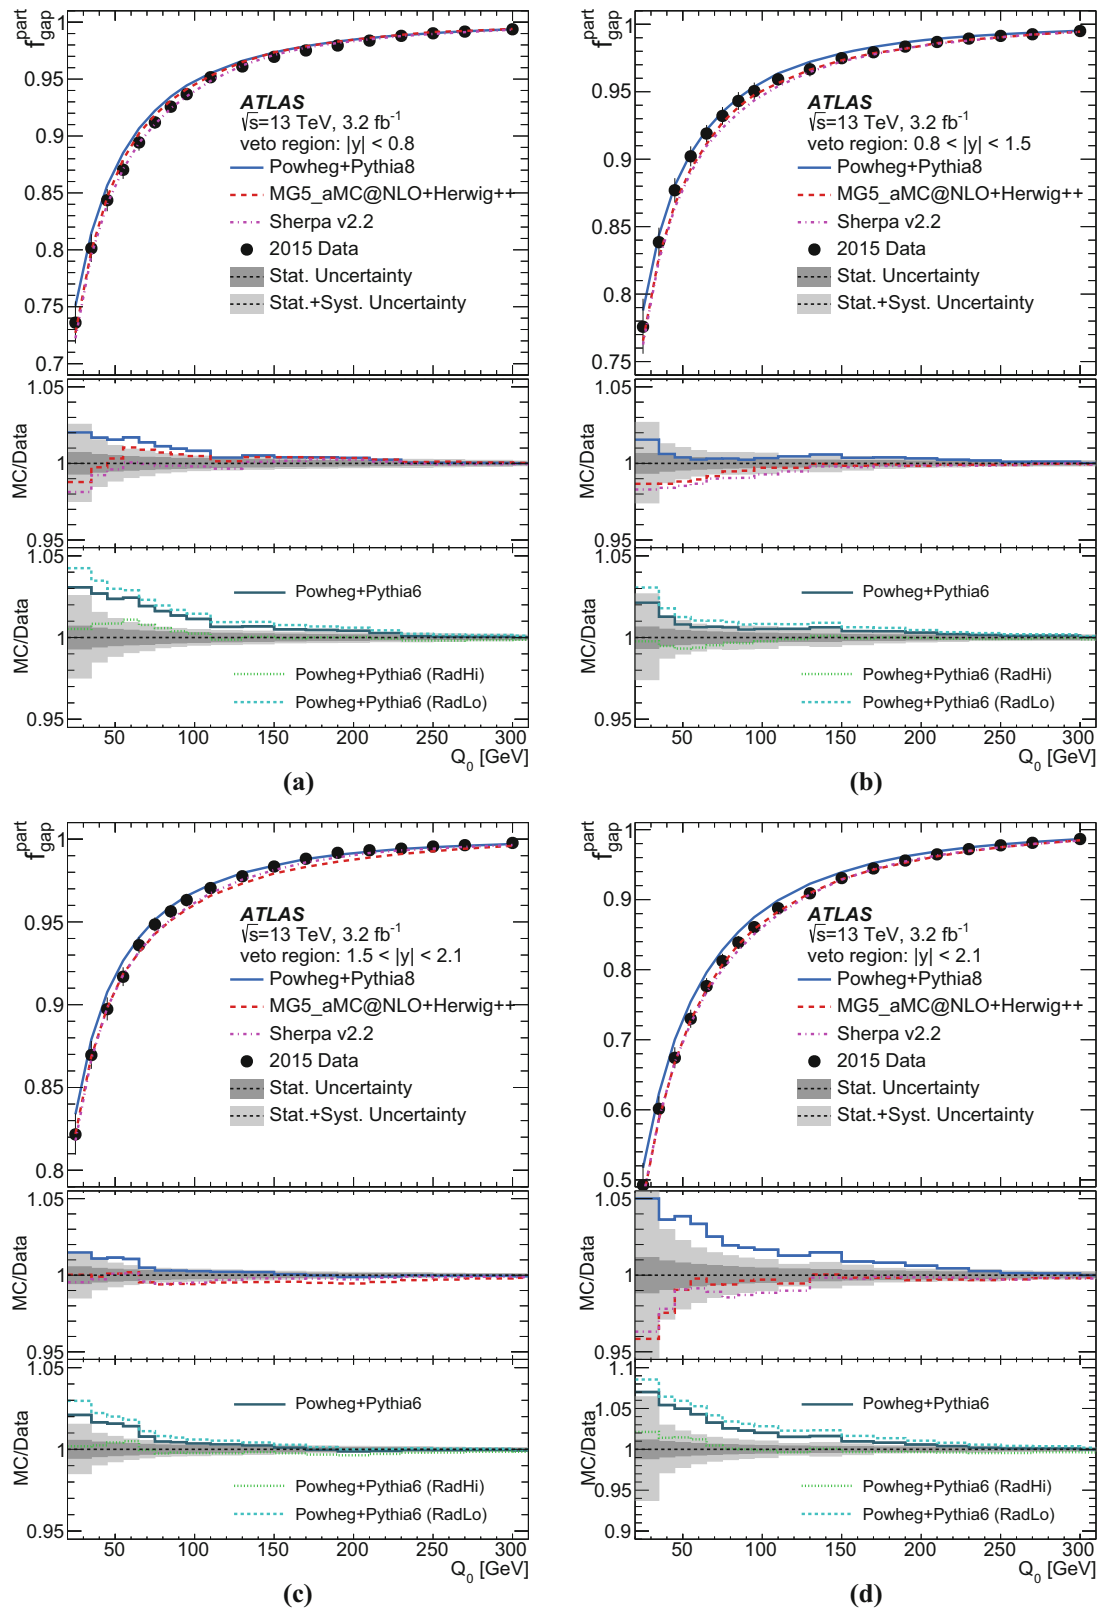 f_gap^part
1
0.95
0.9
0.85
0.8
0.75
0.7
ATLAS
√s=13 TeV, 3.2 fb⁻¹
veto region: |y| < 0.8
Powheg+Pythia8
MG5_aMC@NLO+Herwig++
Sherpa v2.2
2015 Data
Stat. Uncertainty
Stat.+Syst. Uncertainty
MC/Data
1.05
1
0.95
MC/Data
1.05
1
0.95
Powheg+Pythia6
Powheg+Pythia6 (RadHi)
Powheg+Pythia6 (RadLo)
50 100 150 200 250 300
Q₀ [GeV]
(a)
f_gap^part
1
0.95
0.9
0.85
0.8
0.75
ATLAS
√s=13 TeV, 3.2 fb⁻¹
veto region: 0.8 < |y| < 1.5
Powheg+Pythia8
MG5_aMC@NLO+Herwig++
Sherpa v2.2
2015 Data
Stat. Uncertainty
Stat.+Syst. Uncertainty
MC/Data
1.05
1
0.95
MC/Data
1.05
1
0.95
Powheg+Pythia6
Powheg+Pythia6 (RadHi)
Powheg+Pythia6 (RadLo)
50 100 150 200 250 300
Q₀ [GeV]
(b)
f_gap^part
1
0.95
0.9
0.85
0.8
ATLAS
√s=13 TeV, 3.2 fb⁻¹
veto region: 1.5 < |y| < 2.1
Powheg+Pythia8
MG5_aMC@NLO+Herwig++
Sherpa v2.2
2015 Data
Stat. Uncertainty
Stat.+Syst. Uncertainty
MC/Data
1.05
1
0.95
MC/Data
1.05
1
0.95
Powheg+Pythia6
Powheg+Pythia6 (RadHi)
Powheg+Pythia6 (RadLo)
50 100 150 200 250 300
Q₀ [GeV]
(c)
f_gap^part
1
0.9
0.8
0.7
0.6
0.5
ATLAS
√s=13 TeV, 3.2 fb⁻¹
veto region: |y| < 2.1
Powheg+Pythia8
MG5_aMC@NLO+Herwig++
Sherpa v2.2
2015 Data
Stat. Uncertainty
Stat.+Syst. Uncertainty
MC/Data
1.05
1
0.95
MC/Data
1.1
1.05
1
0.95
0.9
Powheg+Pythia6
Powheg+Pythia6 (RadHi)
Powheg+Pythia6 (RadLo)
50 100 150 200 250 300
Q₀ [GeV]
(d)